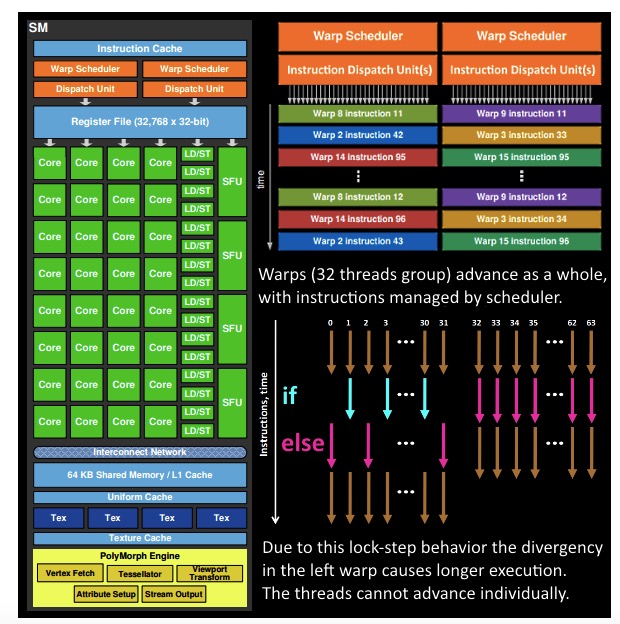 SM
Instruction Cache
Warp Scheduler Warp Scheduler
Dispatch Unit Dispatch Unit
Register File (32,768 x 32-bit)
Core Core Core Core LD/ST
LD/ST
SFU
Core Core Core Core LD/ST
LD/ST
Core Core Core Core LD/ST
LD/ST
SFU
Core Core Core Core LD/ST
LD/ST
Core Core Core Core LD/ST
LD/ST
SFU
Core Core Core Core LD/ST
LD/ST
Core Core Core Core LD/ST
LD/ST
SFU
Core Core Core Core LD/ST
LD/ST
Interconnect Network
64 KB Shared Memory / L1 Cache
Uniform Cache
Tex Tex Tex Tex
Texture Cache
PolyMorph Engine
Vertex Fetch Tessellator Viewport
Transform
Attribute Setup Stream Output
Warp Scheduler Warp Scheduler
Instruction Dispatch Unit(s) Instruction Dispatch Unit(s)
time
Warp 8 instruction 11 Warp 9 instruction 11
Warp 2 instruction 42 Warp 3 instruction 33
Warp 14 instruction 95 Warp 15 instruction 95
Warp 8 instruction 12 Warp 9 instruction 12
Warp 14 instruction 96 Warp 3 instruction 34
Warp 2 instruction 43 Warp 15 instruction 96
Warps (32 threads group) advance as a whole,
with instructions managed by scheduler.
0 1 2 3 ... 30 31 32 33 34 35 ... 62 63
Instructions, time
if
else
Due to this lock-step behavior the divergency
in the left warp causes longer execution.
The threads cannot advance individually.